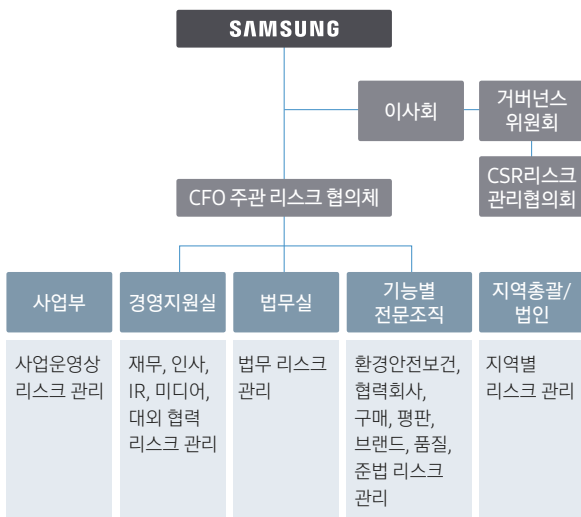 SAMSUNG
이사회
거버넌스
위원회
CSR리스크
관리협의회
CFO 주관 리스크 협의체
사업부
경영지원실
법무실
기능별
전문조직
지역총괄/
법인
사업운영상
리스크 관리
재무, 인사,
IR, 미디어,
대외 협력
리스크 관리
법무 리스크
관리
환경안전보건,
협력회사,
구매, 평판,
브랜드, 품질,
준법 리스크
관리
지역별
리스크 관리